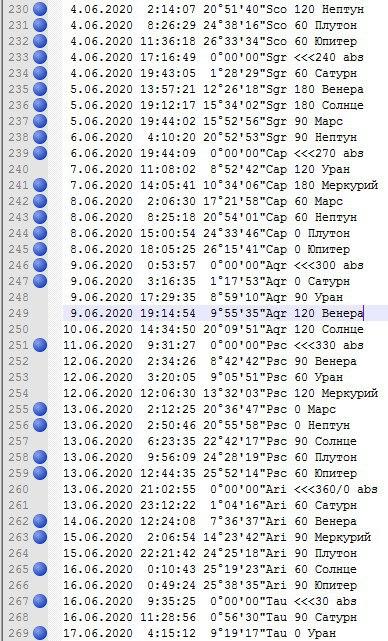 230 4.06.2020 2:14:07 20°51'40"Sco 120 Нептун
231 4.06.2020 8:26:29 24°38'16"Sco 60 Плутон
232 4.06.2020 11:36:18 26°33'34"Sco 60 Юпитер
233 4.06.2020 17:16:49 0°00'00"Sgr <<<240 abs
234 4.06.2020 19:43:05 1°28'29"Sgr 60 Сатурн
235 5.06.2020 13:57:21 12°26'18"Sgr 180 Венера
236 5.06.2020 19:12:17 15°34'02"Sgr 180 Солнце
237 5.06.2020 19:44:02 15°52'56"Sgr 90 Марс
238 6.06.2020 4:10:20 20°52'53"Sgr 90 Нептун
239 6.06.2020 19:44:09 0°00'00"Cap <<<270 abs
240 7.06.2020 11:08:02 8°52'42"Cap 120 Уран
241 7.06.2020 14:05:41 10°34'06"Cap 180 Меркурий
242 8.06.2020 2:06:30 17°21'58"Cap 60 Марс
243 8.06.2020 8:25:18 20°54'01"Cap 60 Нептун
244 8.06.2020 15:00:54 24°33'46"Cap 0 Плутон
245 8.06.2020 18:05:25 26°15'41"Cap 0 Юпитер
246 9.06.2020 0:53:57 0°00'00"Aqr <<<300 abs
247 9.06.2020 3:16:35 1°17'53"Aqr 0 Сатурн
248 9.06.2020 17:29:35 8°59'10"Aqr 90 Уран
249 9.06.2020 19:14:54 9°55'35"Aqr 120 Венера
250 10.06.2020 14:34:50 20°09'51"Aqr 120 Солнце
251 11.06.2020 9:31:27 0°00'00"Psc <<<330 abs
252 12.06.2020 2:34:26 8°42'42"Psc 90 Венера
253 12.06.2020 3:20:05 9°05'51"Psc 60 Уран
254 12.06.2020 12:06:30 13°32'03"Psc 120 Меркурий
255 13.06.2020 2:12:25 20°36'47"Psc 0 Марс
256 13.06.2020 2:50:46 20°55'58"Psc 0 Нептун
257 13.06.2020 6:23:35 22°42'17"Psc 90 Солнце
258 13.06.2020 9:56:09 24°28'19"Psc 60 Плутон
259 13.06.2020 12:44:35 25°52'14"Psc 60 Юпитер
260 13.06.2020 21:02:55 0°00'00"Ari <<<360/0 abs
261 13.06.2020 23:12:22 1°04'16"Ari 60 Сатурн
262 14.06.2020 12:24:08 7°36'37"Ari 60 Венера
263 15.06.2020 2:06:54 14°23'42"Ari 90 Меркурий
264 15.06.2020 22:21:42 24°25'18"Ari 90 Плутон
265 16.06.2020 0:10:43 25°19'23"Ari 60 Солнце
266 16.06.2020 0:49:24 25°38'35"Ari 90 Юпитер
267 16.06.2020 9:35:25 0°00'00"Tau <<<30 abs
268 16.06.2020 11:28:56 0°56'30"Tau 90 Сатурн
269 17.06.2020 4:15:12 9°19'17"Tau 0 Уран